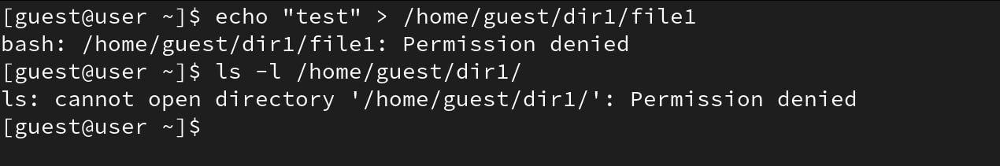 [guest@user ~]$ echo "test" > /home/guest/dir1/file1
bash: /home/guest/dir1/file1: Permission denied
[guest@user ~]$ ls -l /home/guest/dir1/
ls: cannot open directory '/home/guest/dir1/': Permission denied
[guest@user ~]$